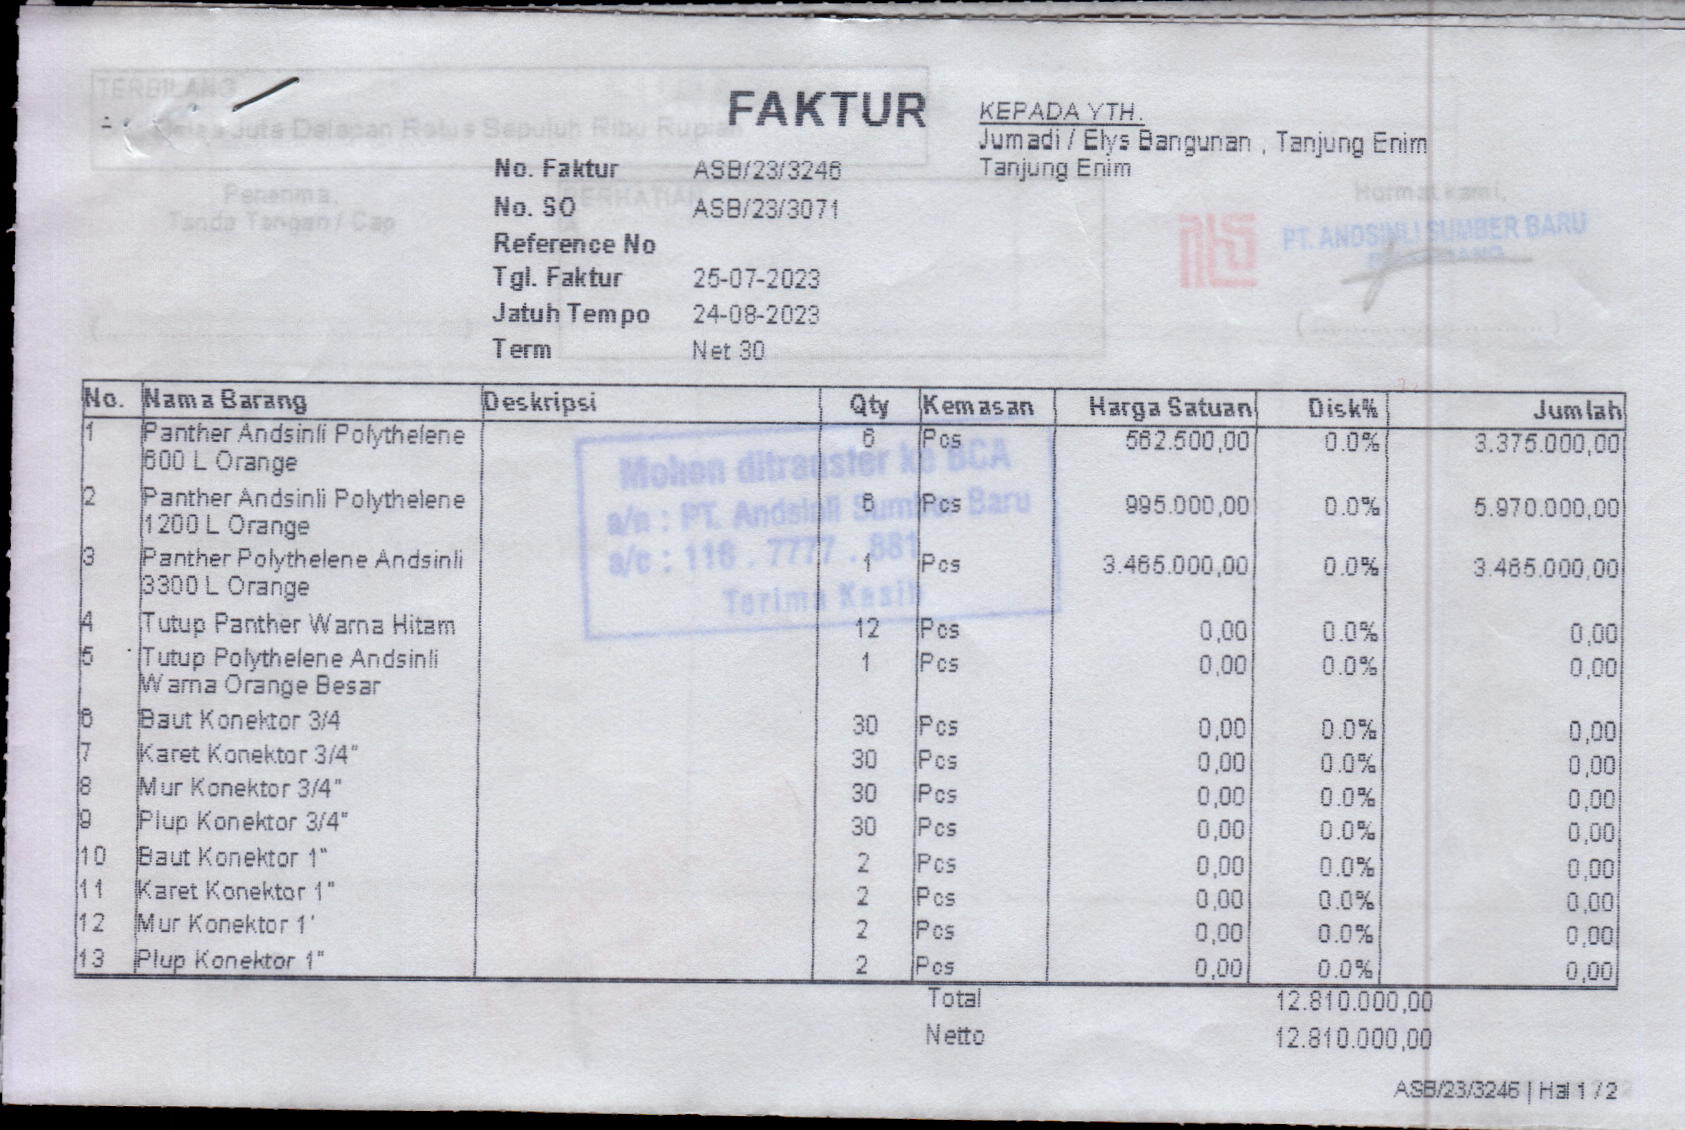 FAKTUR
KEPADA YTH.
Jumadi / Elys Bangunan , Tanjung Enim
Tanjung Enim
No. Faktur ASB/23/3246
No. SO ASB/23/3071
Reference No
Tgl. Faktur 25-07-2023
Jatuh Tempo 24-08-2023
Term Net 30
TERBILANG
Juta Delapan Ratus Sepuluh Ribu Rupiah
Penerima,
Tanda Tangan / Cap
PERHATIAN
Hormat kami,
PT. ANDSINLI SUMBER BARU
No. Nama Barang Deskripsi Qty Kemasan Harga Satuan Disk% Jumlah
1 Panther Andsinli Polythelene 6 Pcs 562.500,00 0.0% 3.375.000,00
600 L Orange
2 Panther Andsinli Polythelene 6 Pcs 995.000,00 0.0% 5.970.000,00
1200 L Orange
3 Panther Polythelene Andsinli 1 Pcs 3.465.000,00 0.0% 3.465.000,00
3300 L Orange
4 Tutup Panther Warna Hitam 12 Pcs 0,00 0.0% 0,00
5 Tutup Polythelene Andsinli 1 Pcs 0,00 0.0% 0,00
Warna Orange Besar
6 Baut Konektor 3/4 30 Pcs 0,00 0.0% 0,00
7 Karet Konektor 3/4" 30 Pcs 0,00 0.0% 0,00
8 Mur Konektor 3/4" 30 Pcs 0,00 0.0% 0,00
9 Plup Konektor 3/4" 30 Pcs 0,00 0.0% 0,00
10 Baut Konektor 1" 2 Pcs 0,00 0.0% 0,00
11 Karet Konektor 1" 2 Pcs 0,00 0.0% 0,00
12 Mur Konektor 1' 2 Pcs 0,00 0.0% 0,00
13 Plup Konektor 1" 2 Pcs 0,00 0.0% 0,00
Mohon ditransfer ke BCA
a/n : PT. Andsinli Sumber Baru
a/c : 116 . 7777 . 881
Terima Kasih
Total 12.810.000,00
Netto 12.810.000,00
ASB/23/3246 | Hal 1 / 2